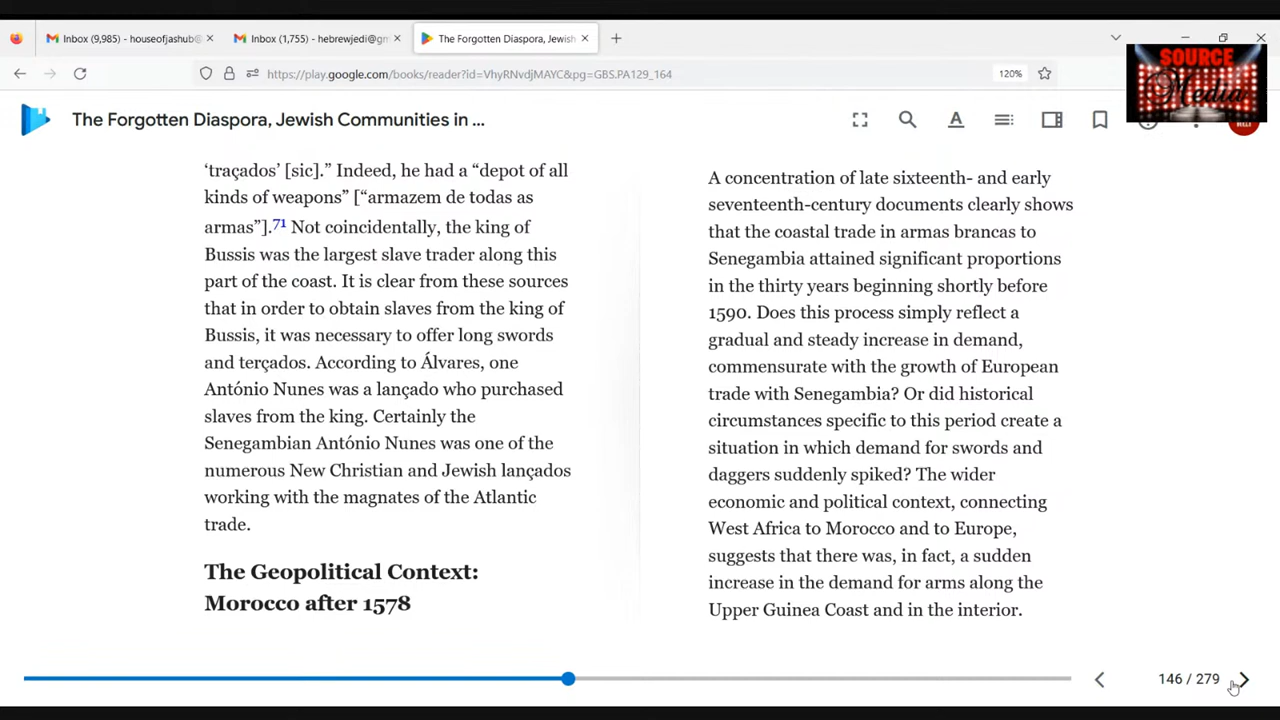 Inbox (9,985) - houseofjashub@
Inbox (1,755) - hebrewjedi@gm
The Forgotten Diaspora, Jewish
https://play.google.com/books/reader?id=VhyRNvdjMAYC&pg=GBS.PA129_164
120%
SOURCE
Media
The Forgotten Diaspora, Jewish Communities in ...
‘traçados’ [sic].” Indeed, he had a “depot of all
kinds of weapons” [“armazem de todas as
armas”].71 Not coincidentally, the king of
Bussis was the largest slave trader along this
part of the coast. It is clear from these sources
that in order to obtain slaves from the king of
Bussis, it was necessary to offer long swords
and terçados. According to Álvares, one
António Nunes was a lançado who purchased
slaves from the king. Certainly the
Senegambian António Nunes was one of the
numerous New Christian and Jewish lançados
working with the magnates of the Atlantic
trade.
The Geopolitical Context:
Morocco after 1578
A concentration of late sixteenth- and early
seventeenth-century documents clearly shows
that the coastal trade in armas brancas to
Senegambia attained significant proportions
in the thirty years beginning shortly before
1590. Does this process simply reflect a
gradual and steady increase in demand,
commensurate with the growth of European
trade with Senegambia? Or did historical
circumstances specific to this period create a
situation in which demand for swords and
daggers suddenly spiked? The wider
economic and political context, connecting
West Africa to Morocco and to Europe,
suggests that there was, in fact, a sudden
increase in the demand for arms along the
Upper Guinea Coast and in the interior.
146 / 279